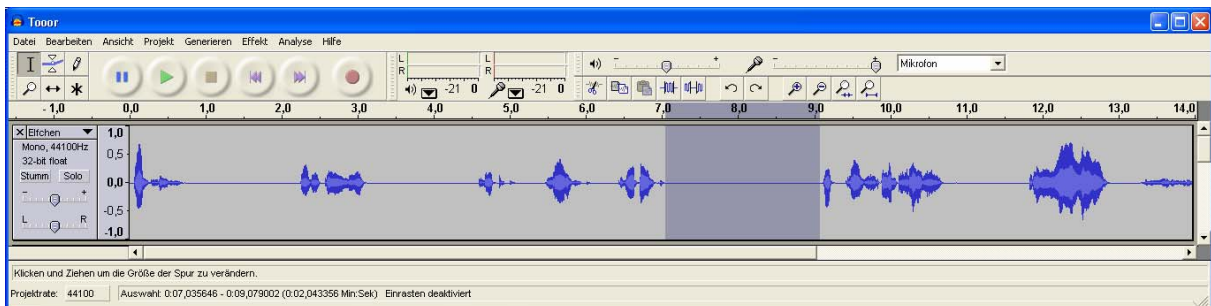 Tooor
Datei Bearbeiten Ansicht Projekt Generieren Effekt Analyse Hilfe
L
R
-21 0
L
R
-21 0
- +
- +
Mikrofon
- 1,0 0,0 1,0 2,0 3,0 4,0 5,0 6,0 7,0 8,0 9,0 10,0 11,0 12,0 13,0 14,0
Elfchen
Mono, 44100Hz
32-bit float
Stumm Solo
- +
L R
1,0
0,5
0,0
-0,5
-1,0
Klicken und Ziehen um die Größe der Spur zu verändern.
Projektrate: 44100 Auswahl: 0:07,035646 - 0:09,079002 (0:02,043356 Min:Sek) Einrasten deaktiviert